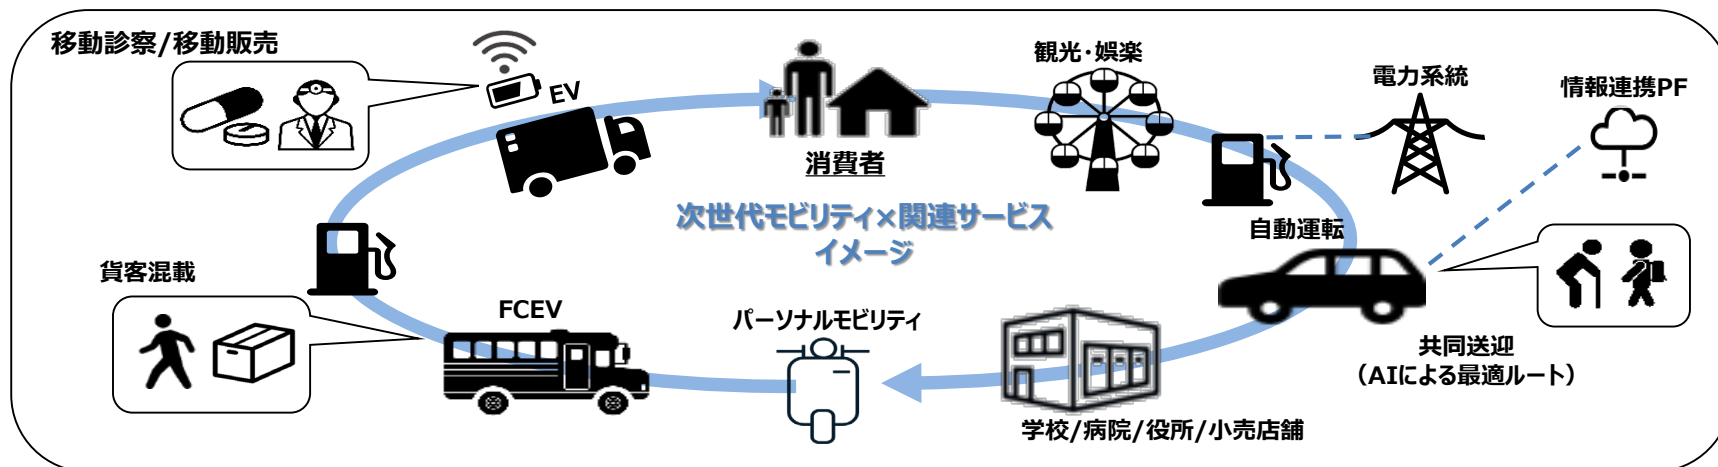 移動診察/移動販売
EV
消費者
観光・娯楽
電力系統
情報連携PF
次世代モビリティ×関連サービス
イメージ
自動運転
貨客混載
FCEV
パーソナルモビリティ
学校/病院/役所/小売店舗
共同送迎
（AIによる最適ルート）